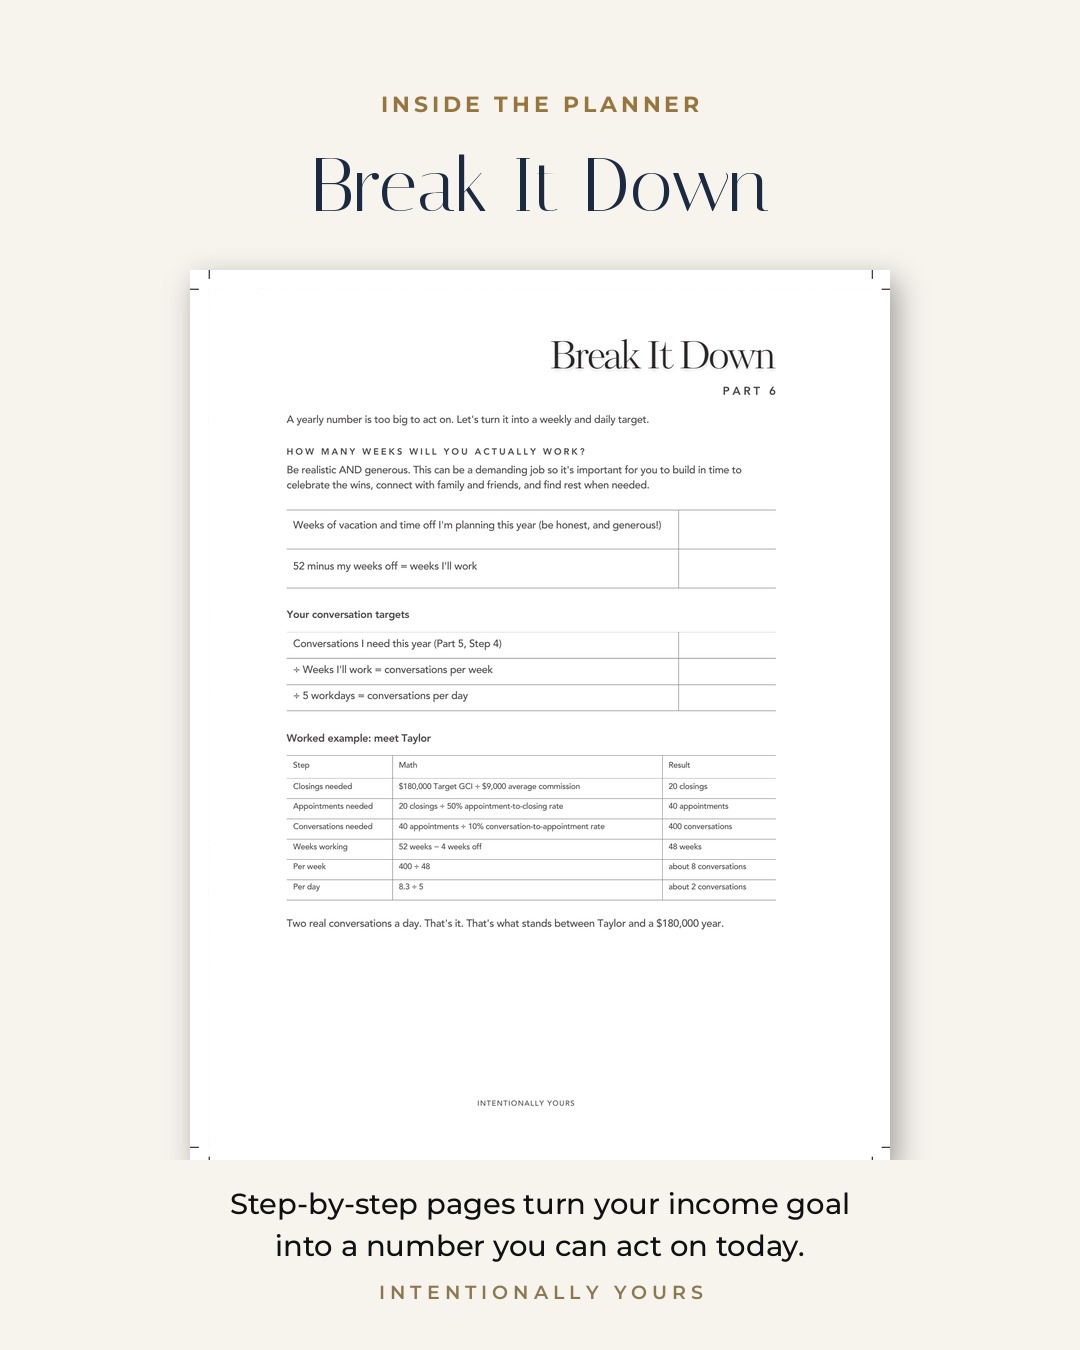 INSIDE THE PLANNER
Break It Down
Break It Down
PART 6
A yearly number is too big to act on. Let's turn it into a weekly and daily target.
HOW MANY WEEKS WILL YOU ACTUALLY WORK?
Be realistic AND generous. This can be a demanding job so it's important for you to build in time to
celebrate the wins, connect with family and friends, and find rest when needed.
Weeks of vacation and time off I'm planning this year (be honest, and generous!)
52 minus my weeks off = weeks I'll work
Your conversation targets
Conversations I need this year (Part 5, Step 4)
÷ Weeks I'll work = conversations per week
÷ 5 workdays = conversations per day
Worked example: meet Taylor
Step Math Result
Closings needed $180,000 Target GCI ÷ $9,000 average commission 20 closings
Appointments needed 20 closings ÷ 50% appointment-to-closing rate 40 appointments
Conversations needed 40 appointments ÷ 10% conversation-to-appointment rate 400 conversations
Weeks working 52 weeks − 4 weeks off 48 weeks
Per week 400 ÷ 48 about 8 conversations
Per day 8.3 ÷ 5 about 2 conversations
Two real conversations a day. That's it. That's what stands between Taylor and a $180,000 year.
INTENTIONALLY YOURS
Step-by-step pages turn your income goal
into a number you can act on today.
INTENTIONALLY YOURS